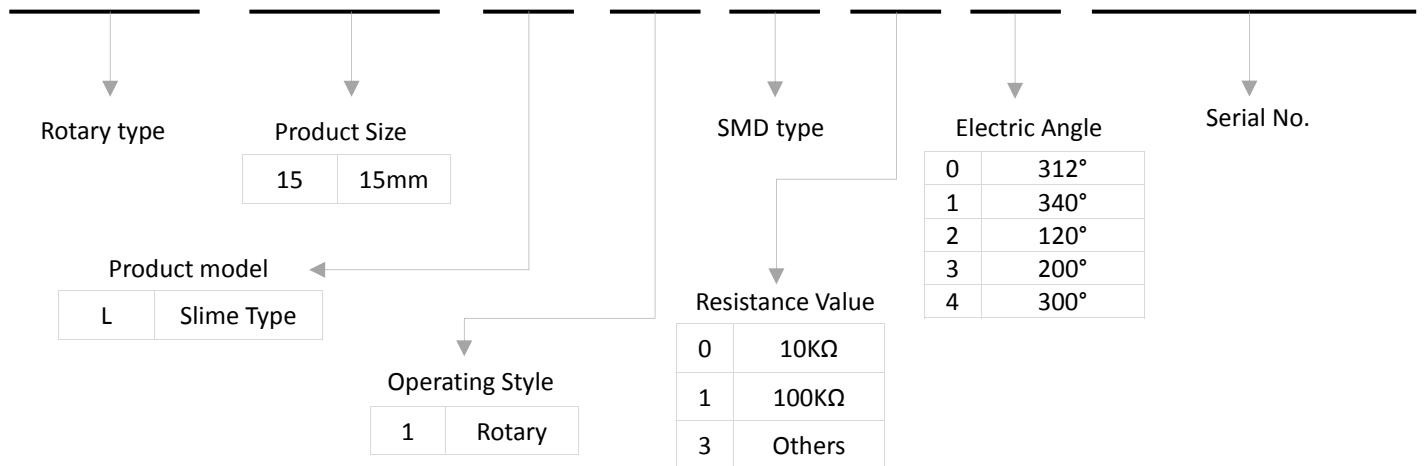 Rotary type
Product Size
15 15mm
SMD type
Electric Angle
0 312°
1 340°
2 120°
3 200°
4 300°
Serial No.
Product model
L Slime Type
Resistance Value
0 10KΩ
1 100KΩ
3 Others
Operating Style
1 Rotary